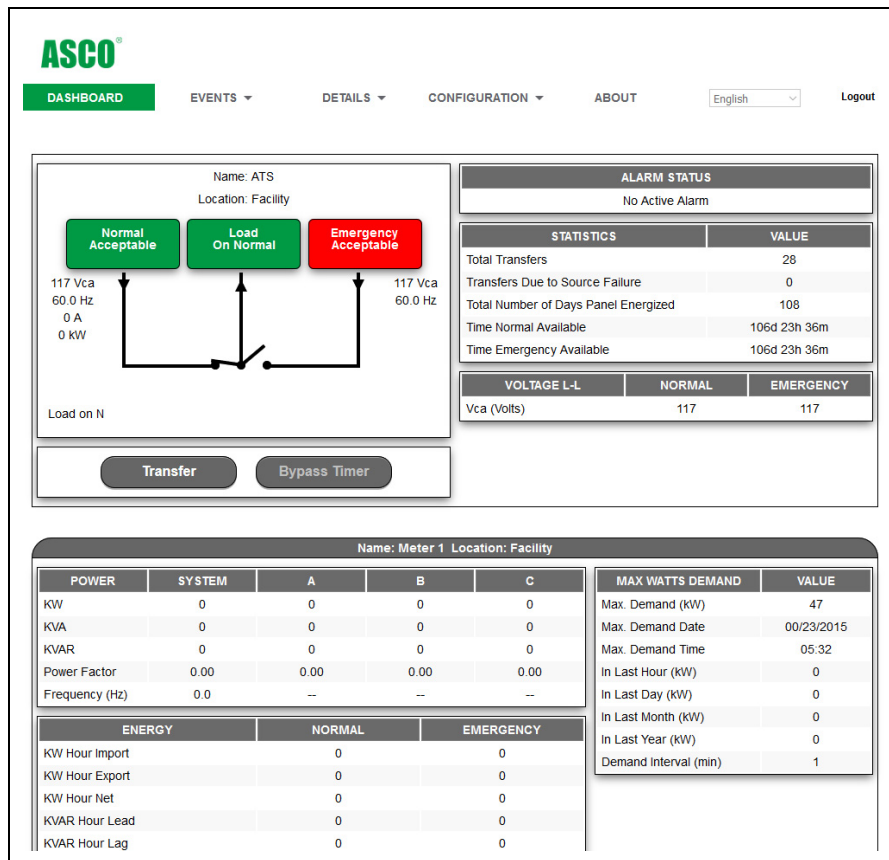 ASCO®
DASHBOARD EVENTS DETAILS CONFIGURATION ABOUT English Logout
Name: ATS
Location: Facility
Normal Acceptable
Load On Normal
Emergency Acceptable
117 Vca
60.0 Hz
0 A
0 kW
117 Vca
60.0 Hz
Load on N
Transfer Bypass Timer
ALARM STATUS
No Active Alarm
STATISTICS VALUE
Total Transfers 28
Transfers Due to Source Failure 0
Total Number of Days Panel Energized 108
Time Normal Available 106d 23h 36m
Time Emergency Available 106d 23h 36m
VOLTAGE L-L NORMAL EMERGENCY
Vca (Volts) 117 117
Name: Meter 1 Location: Facility
POWER SYSTEM A B C
KW 0 0 0 0
KVA 0 0 0 0
KVAR 0 0 0 0
Power Factor 0.00 0.00 0.00 0.00
Frequency (Hz) 0.0 -- -- --
ENERGY NORMAL EMERGENCY
KW Hour Import 0 0
KW Hour Export 0 0
KW Hour Net 0 0
KVAR Hour Lead 0 0
KVAR Hour Lag 0 0
MAX WATTS DEMAND VALUE
Max. Demand (kW) 47
Max. Demand Date 00/23/2015
Max. Demand Time 05:32
In Last Hour (kW) 0
In Last Day (kW) 0
In Last Month (kW) 0
In Last Year (kW) 0
Demand Interval (min) 1